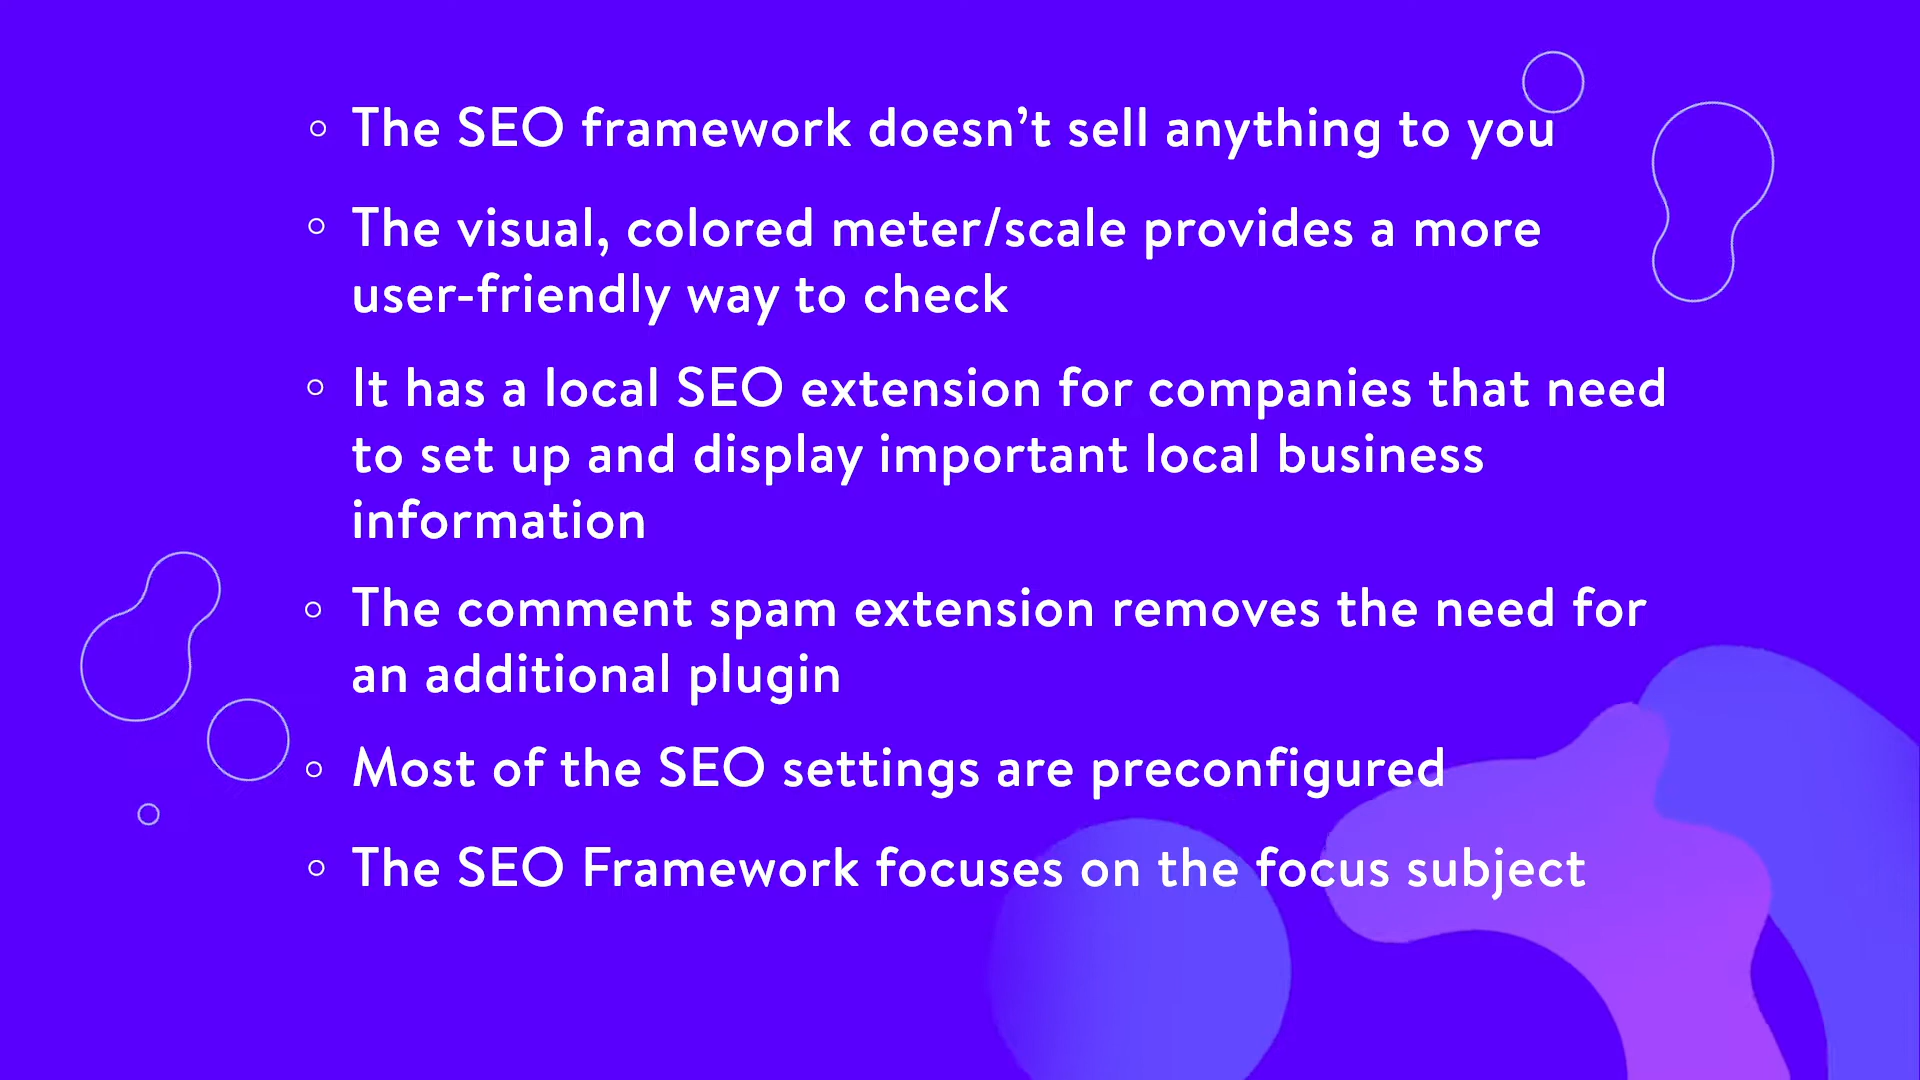 The SEO framework doesn’t sell anything to you
The visual, colored meter/scale provides a more
user-friendly way to check
It has a local SEO extension for companies that need
to set up and display important local business
information
The comment spam extension removes the need for
an additional plugin
Most of the SEO settings are preconfigured
The SEO Framework focuses on the focus subject